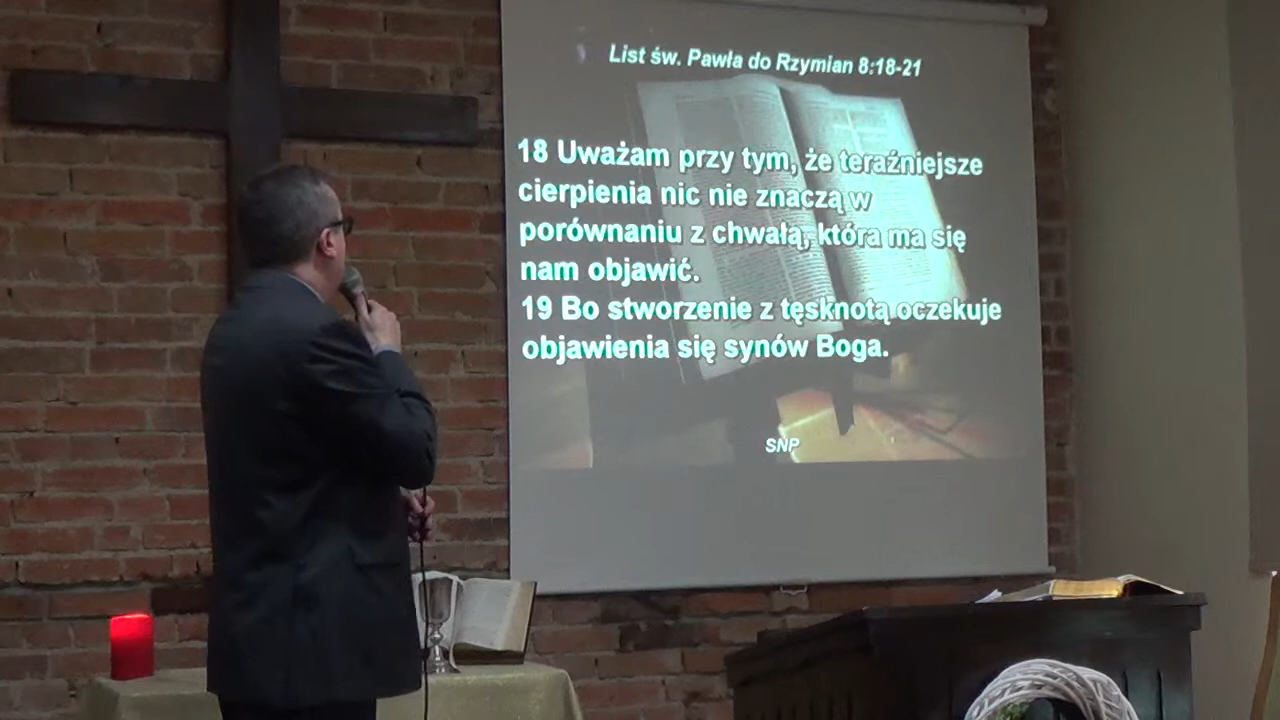 List św. Pawła do Rzymian 8:18-21
18 Uważam przy tym, że teraźniejsze
cierpienia nic nie znaczą w
porównaniu z chwałą, która ma się
nam objawić.
19 Bo stworzenie z tęsknotą oczekuje
objawienia się synów Boga.
SNP